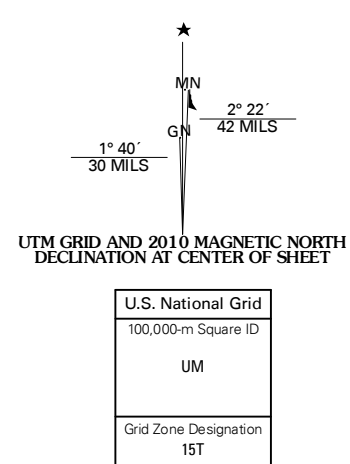 ★
MN
GN
2° 22´
42 MILS
1° 40´
30 MILS
UTM GRID AND 2010 MAGNETIC NORTH
DECLINATION AT CENTER OF SHEET
U.S. National Grid
100,000-m Square ID
UM
Grid Zone Designation
15T